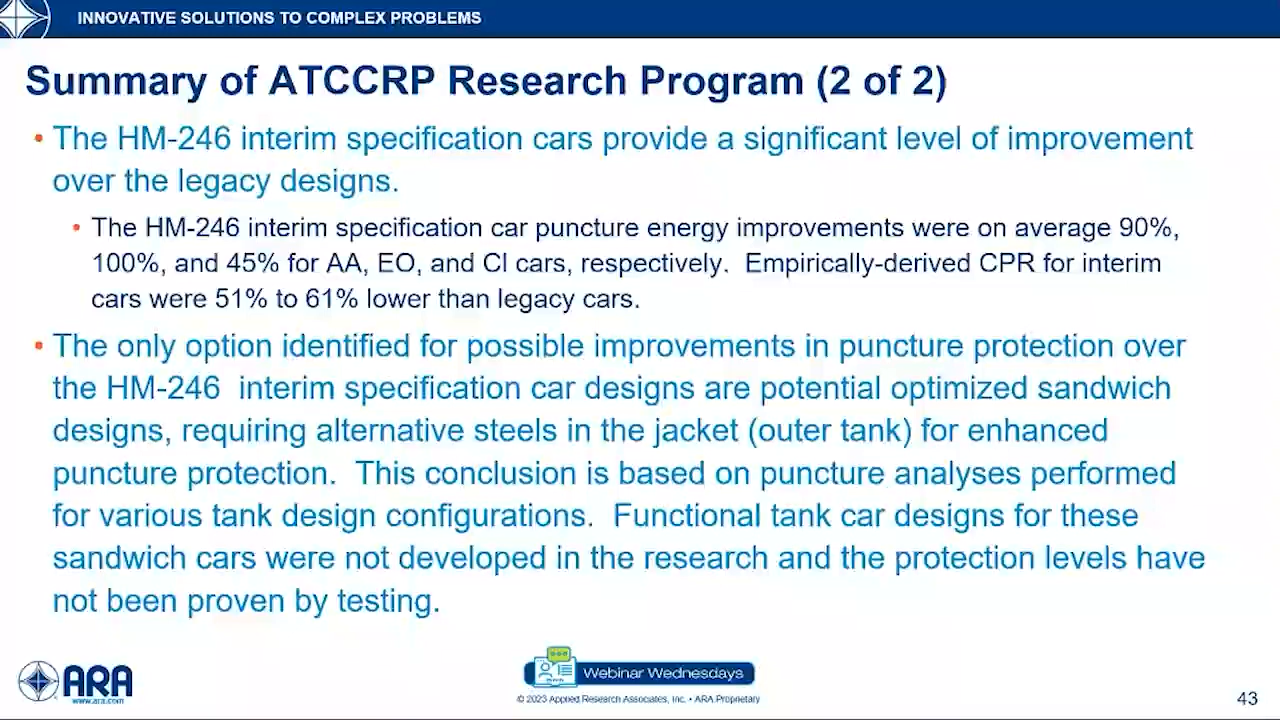 INNOVATIVE SOLUTIONS TO COMPLEX PROBLEMS
Summary of ATCCRP Research Program (2 of 2)
• The HM-246 interim specification cars provide a significant level of improvement
over the legacy designs.
• The HM-246 interim specification car puncture energy improvements were on average 90%,
100%, and 45% for AA, EO, and Cl cars, respectively.  Empirically-derived CPR for interim
cars were 51% to 61% lower than legacy cars.
• The only option identified for possible improvements in puncture protection over
the HM-246  interim specification car designs are potential optimized sandwich
designs, requiring alternative steels in the jacket (outer tank) for enhanced
puncture protection.  This conclusion is based on puncture analyses performed
for various tank design configurations.  Functional tank car designs for these
sandwich cars were not developed in the research and the protection levels have
not been proven by testing.
ARA
www.ara.com
Webinar Wednesdays
© 2023 Applied Research Associates, Inc. • ARA Proprietary
43